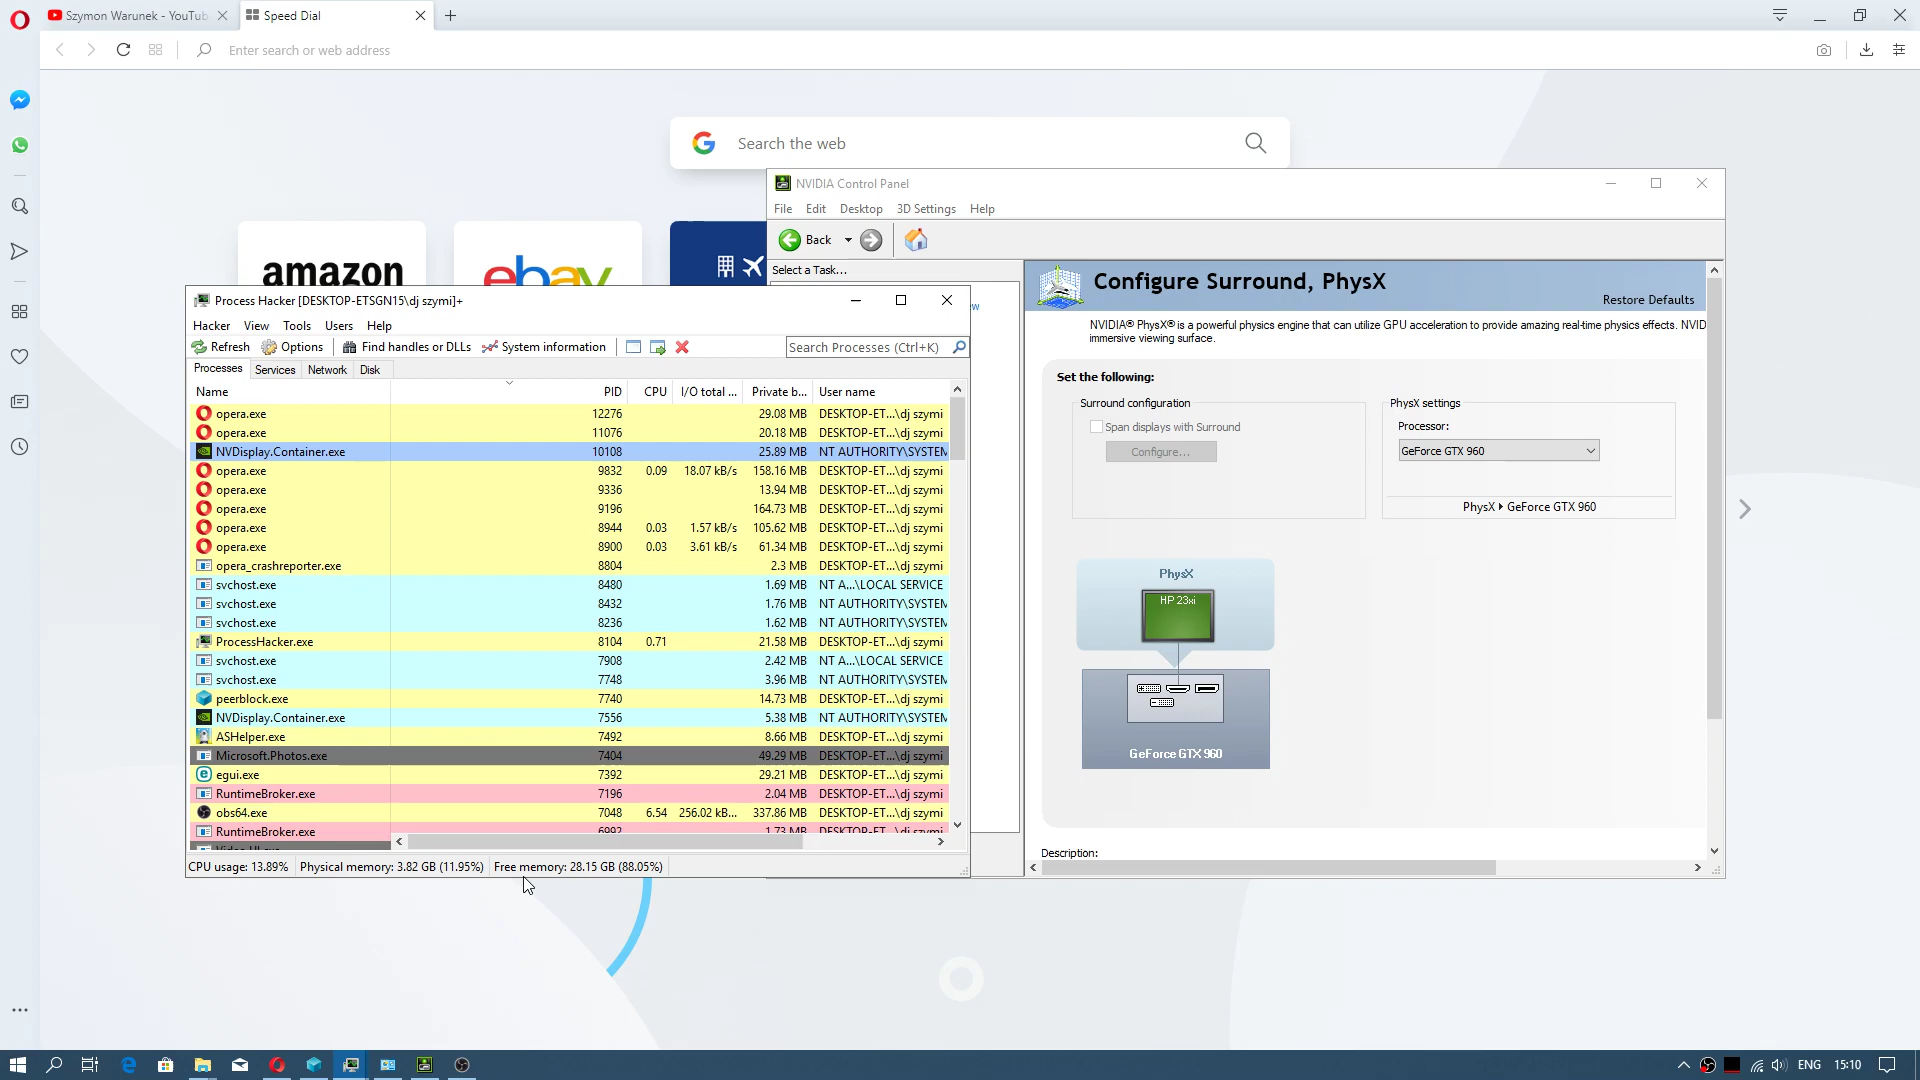 Szymon Warunek - YouTub
Speed Dial
Enter search or web address
Search the web
amazon
ebay
NVIDIA Control Panel
File Edit Desktop 3D Settings Help
Back
Select a Task...
ew
Configure Surround, PhysX
Restore Defaults
NVIDIA® PhysX® is a powerful physics engine that can utilize GPU acceleration to provide amazing real-time physics effects. NVID
immersive viewing surface.
Set the following:
Surround configuration
Span displays with Surround
Configure...
PhysX settings
Processor:
GeForce GTX 960
PhysX GeForce GTX 960
PhysX
HP 23xi
GeForce GTX 960
Description:
Process Hacker [DESKTOP-ETSGN15\dj szymi]+
Hacker View Tools Users Help
Refresh Options Find handles or DLLs System information Search Processes (Ctrl+K)
Processes Services Network Disk
Name PID CPU I/O total ... Private b... User name
opera.exe 12276 29.08 MB DESKTOP-ET...\dj szymi
opera.exe 11076 20.18 MB DESKTOP-ET...\dj szymi
NVDisplay.Container.exe 10108 25.89 MB NT AUTHORITY\SYSTEM
opera.exe 9832 0.09 18.07 kB/s 158.16 MB DESKTOP-ET...\dj szymi
opera.exe 9336 13.94 MB DESKTOP-ET...\dj szymi
opera.exe 9196 164.73 MB DESKTOP-ET...\dj szymi
opera.exe 8944 0.03 1.57 kB/s 105.62 MB DESKTOP-ET...\dj szymi
opera.exe 8900 0.03 3.61 kB/s 61.34 MB DESKTOP-ET...\dj szymi
opera_crashreporter.exe 8804 2.3 MB DESKTOP-ET...\dj szymi
svchost.exe 8480 1.69 MB NT A...\LOCAL SERVICE
svchost.exe 8432 1.76 MB NT AUTHORITY\SYSTEM
svchost.exe 8236 1.62 MB NT AUTHORITY\SYSTEM
ProcessHacker.exe 8104 0.71 21.58 MB DESKTOP-ET...\dj szymi
svchost.exe 7908 2.42 MB NT A...\LOCAL SERVICE
svchost.exe 7748 3.96 MB NT AUTHORITY\SYSTEM
peerblock.exe 7740 14.73 MB DESKTOP-ET...\dj szymi
NVDisplay.Container.exe 7556 5.38 MB NT AUTHORITY\SYSTEM
ASHelper.exe 7492 8.66 MB DESKTOP-ET...\dj szymi
Microsoft.Photos.exe 7404 49.29 MB DESKTOP-ET...\dj szymi
egui.exe 7392 29.21 MB DESKTOP-ET...\dj szymi
RuntimeBroker.exe 7196 2.04 MB DESKTOP-ET...\dj szymi
obs64.exe 7048 6.54 256.02 kB... 337.86 MB DESKTOP-ET...\dj szymi
RuntimeBroker.exe 6992 1.73 MB DESKTOP-ET...\dj szymi
CPU usage: 13.89% Physical memory: 3.82 GB (11.95%) Free memory: 28.15 GB (88.05%)
ENG 15:10